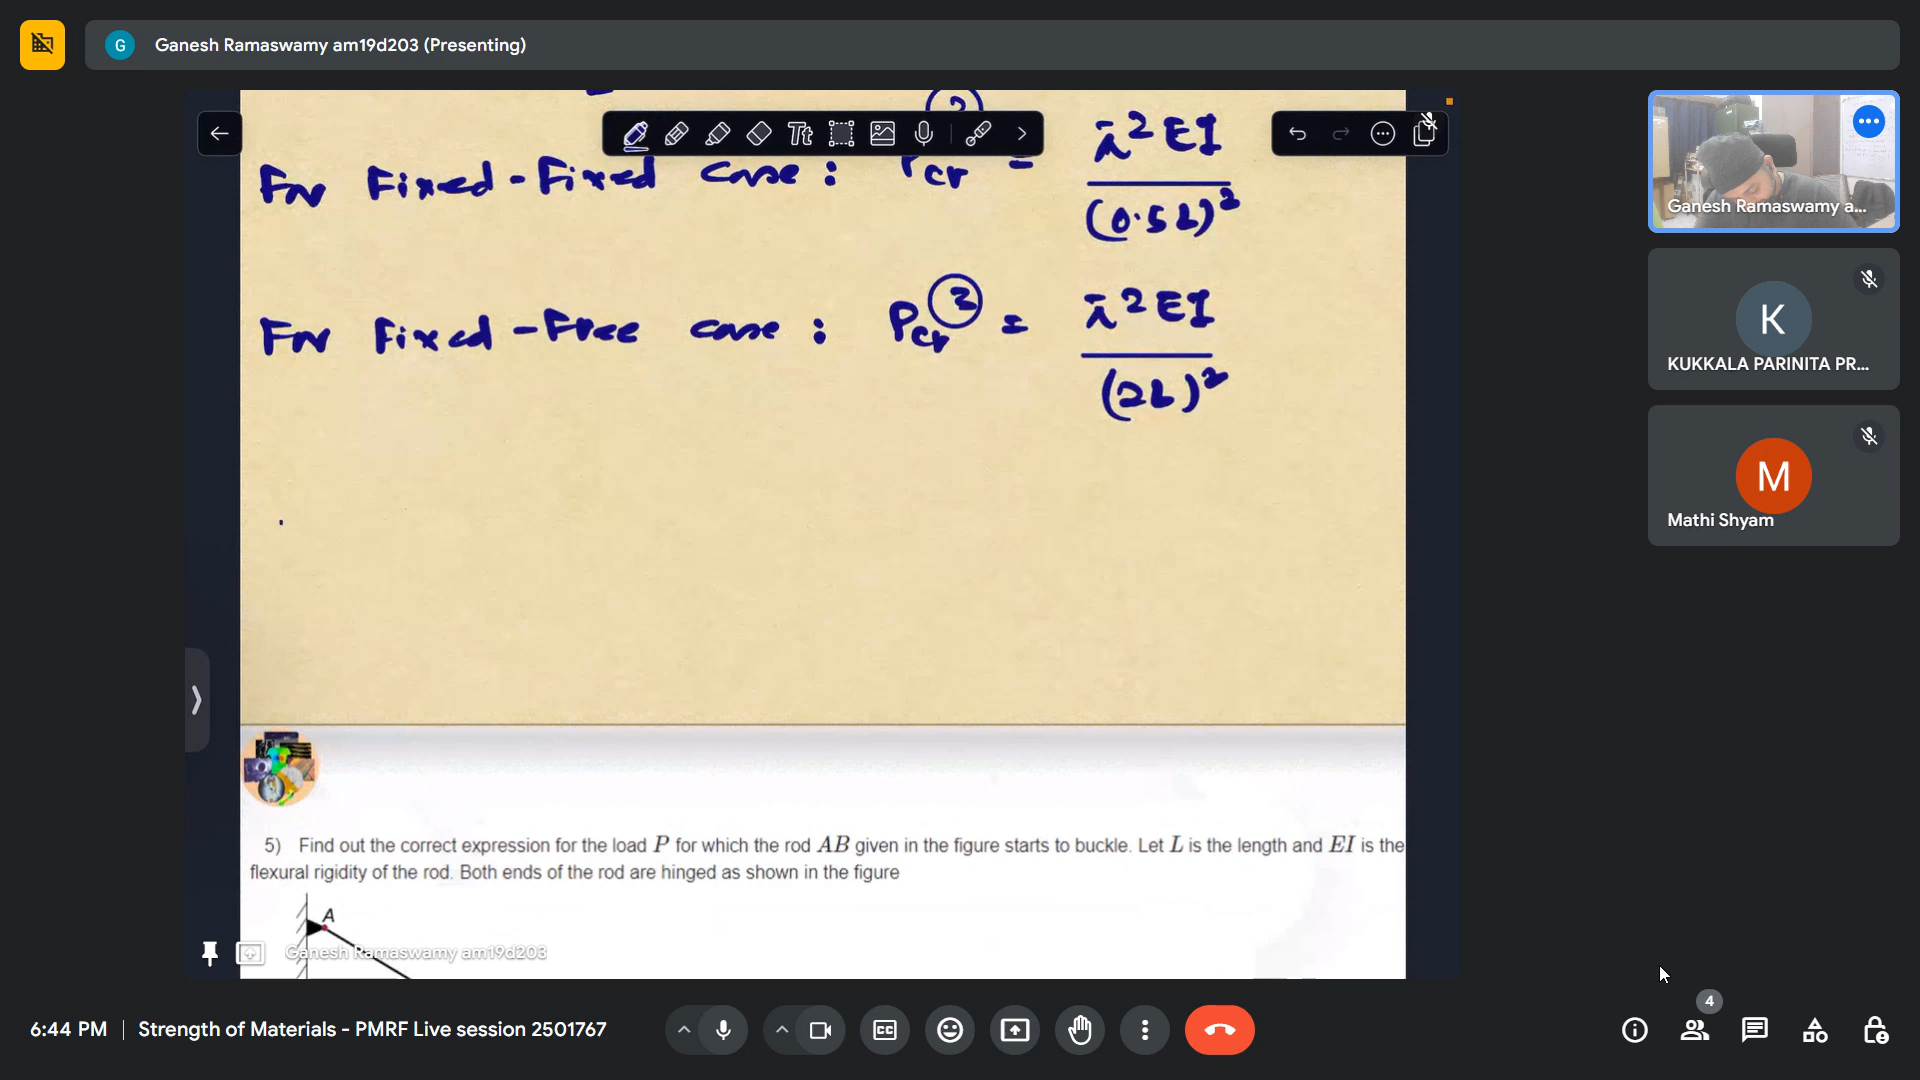 G Ganesh Ramaswamy am19d203 (Presenting)
For Fixed-Fixed case : Pcr = π²EI
(0.5L)²
For Fixed-Free case : Pcr③ = π²EI
(2L)²
Tt
Ganesh Ramaswamy a...
K
KUKKALA PARINITA PR...
M
Mathi Shyam
5) Find out the correct expression for the load P for which the rod AB given in the figure starts to buckle. Let L is the length and EI is the
flexural rigidity of the rod. Both ends of the rod are hinged as shown in the figure
A
Ganesh Ramaswamy am19d203
6:44 PM | Strength of Materials - PMRF Live session 2501767
CC
4